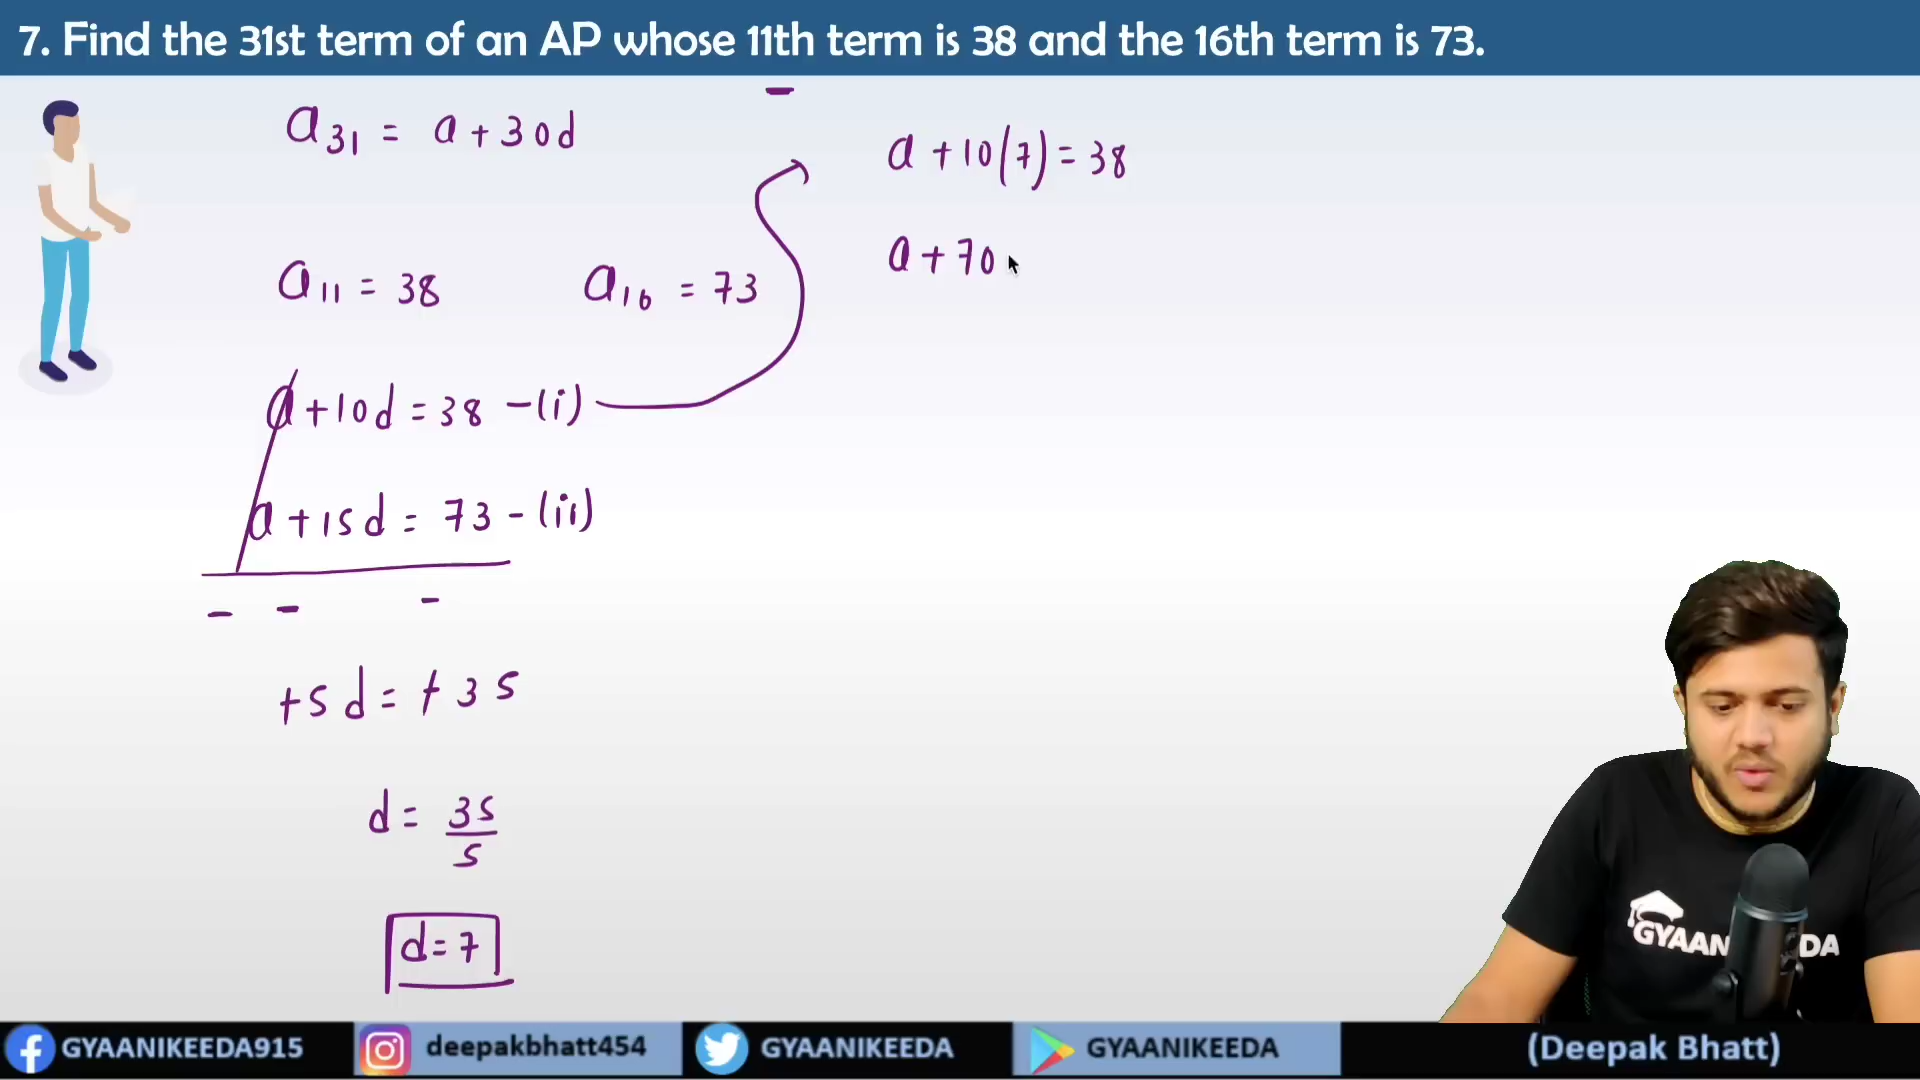 7. Find the 31st term of an AP whose 11th term is 38 and the 16th term is 73.
a₃₁ = a + 30d
a₁₁ = 38
a₁₆ = 73
a + 10d = 38 - (i)
a + 15d = 73 - (ii)
- - -
+5d = +35
d = 35/5
d = 7
-
a + 10(7) = 38
a + 70
GYAANIKEEDA
GYAANIKEEDA915
deepakbhatt454
GYAANIKEEDA
GYAANIKEEDA
(Deepak Bhatt)